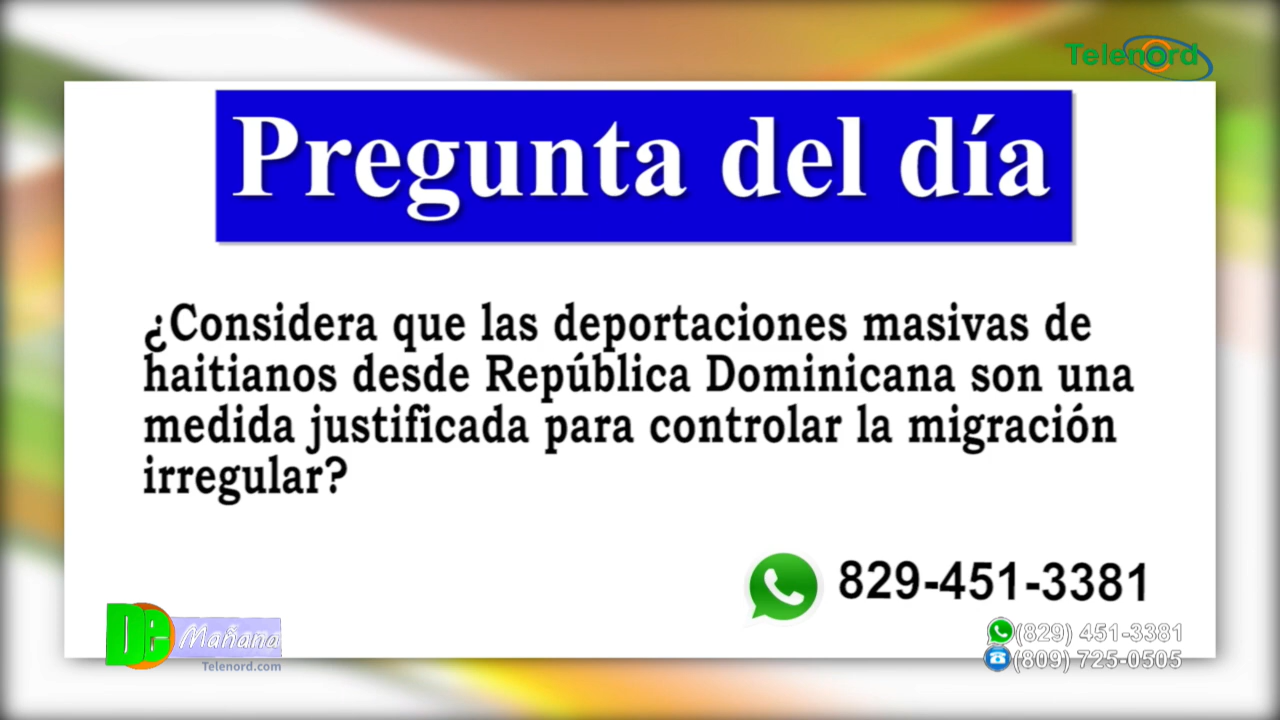 Telenord
Pregunta del día
¿Considera que las deportaciones masivas de
haitianos desde República Dominicana son una
medida justificada para controlar la migración
irregular?
829-451-3381
De Mañana
Telenord.com
(829) 451-3381
(809) 725-0505